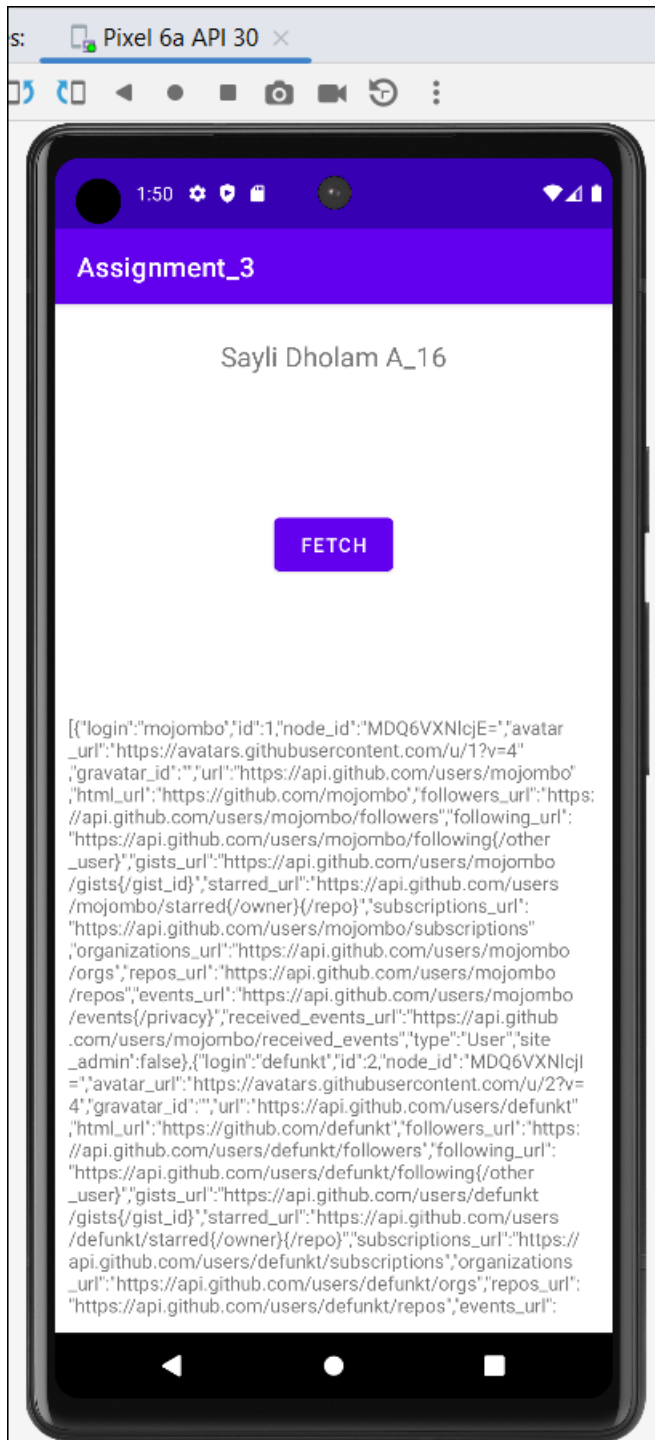 s: Pixel 6a API 30
1:50
Assignment_3
Sayli Dholam A_16
FETCH
[{"login":"mojombo","id":1,"node_id":"MDQ6VXNlcjE=","avatar
_url":"https://avatars.githubusercontent.com/u/1?v=4"
,"gravatar_id":"","url":"https://api.github.com/users/mojombo"
,"html_url":"https://github.com/mojombo","followers_url":"https:
//api.github.com/users/mojombo/followers","following_url":
"https://api.github.com/users/mojombo/following{/other
_user}","gists_url":"https://api.github.com/users/mojombo
/gists{/gist_id}","starred_url":"https://api.github.com/users
/mojombo/starred{/owner}{/repo}","subscriptions_url":
"https://api.github.com/users/mojombo/subscriptions"
,"organizations_url":"https://api.github.com/users/mojombo
/orgs","repos_url":"https://api.github.com/users/mojombo
/repos","events_url":"https://api.github.com/users/mojombo
/events{/privacy}","received_events_url":"https://api.github
.com/users/mojombo/received_events","type":"User","site
_admin":false},{"login":"defunkt","id":2,"node_id":"MDQ6VXNlcjI
=","avatar_url":"https://avatars.githubusercontent.com/u/2?v=
4","gravatar_id":"","url":"https://api.github.com/users/defunkt"
,"html_url":"https://github.com/defunkt","followers_url":"https:
//api.github.com/users/defunkt/followers","following_url":
"https://api.github.com/users/defunkt/following{/other
_user}","gists_url":"https://api.github.com/users/defunkt
/gists{/gist_id}","starred_url":"https://api.github.com/users
/defunkt/starred{/owner}{/repo}","subscriptions_url":"https://
api.github.com/users/defunkt/subscriptions","organizations
_url":"https://api.github.com/users/defunkt/orgs","repos_url":
"https://api.github.com/users/defunkt/repos","events_url":